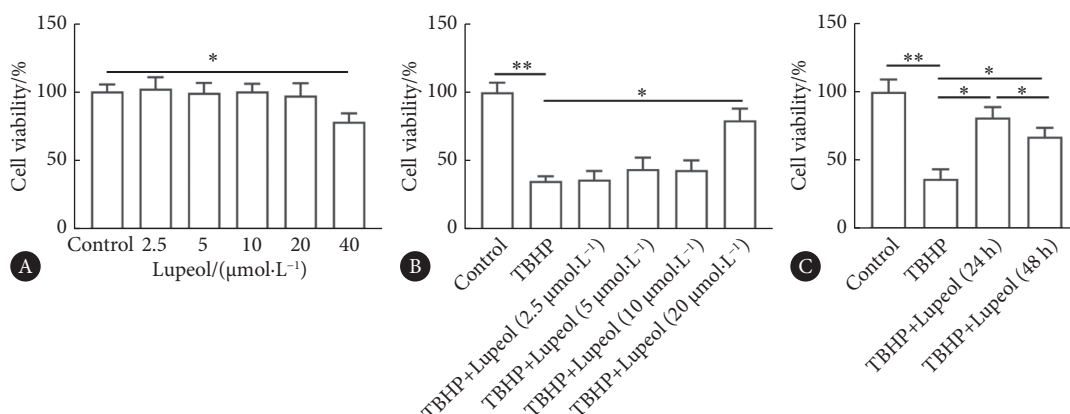 150
100
50
0
Cell viability/%
*
Control 2.5 5 10 20 40
Lupeol/(μmol·L⁻¹)
A
150
100
50
0
Cell viability/%
**
*
Control
TBHP
TBHP+Lupeol (2.5 μmol·L⁻¹)
TBHP+Lupeol (5 μmol·L⁻¹)
TBHP+Lupeol (10 μmol·L⁻¹)
TBHP+Lupeol (20 μmol·L⁻¹)
B
150
100
50
0
Cell viability/%
**
*
*
*
Control
TBHP
TBHP+Lupeol (24 h)
TBHP+Lupeol (48 h)
C